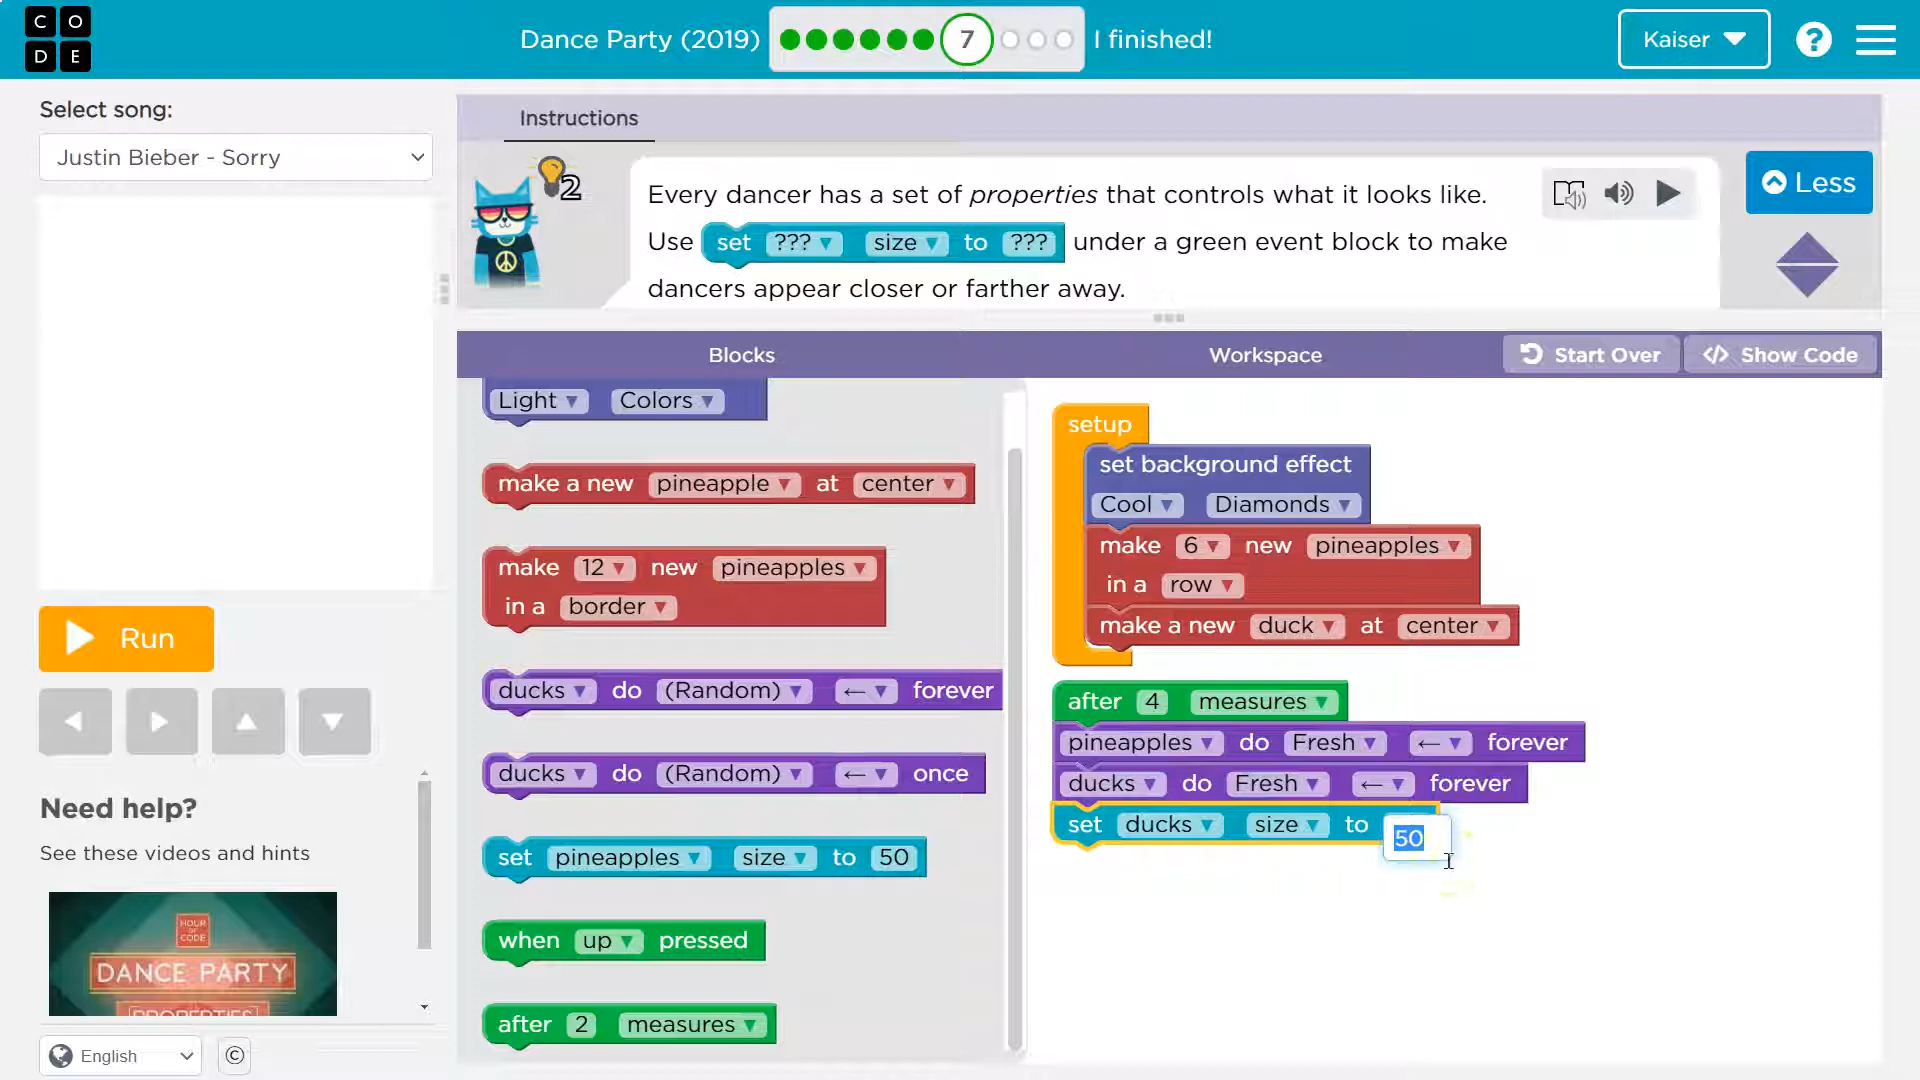 CODE
Dance Party (2019)
7
I finished!
Kaiser
?
Select song:
Justin Bieber - Sorry
Instructions
2
Every dancer has a set of properties that controls what it looks like.
Use set ??? size to ??? under a green event block to make
dancers appear closer or farther away.
Less
Blocks
Workspace
Start Over
Show Code
Light Colors
make a new pineapple at center
make 12 new pineapples
in a border
ducks do (Random) ← forever
ducks do (Random) ← once
set pineapples size to 50
when up pressed
after 2 measures
setup
set background effect
Cool Diamonds
make 6 new pineapples
in a row
make a new duck at center
after 4 measures
pineapples do Fresh ← forever
ducks do Fresh ← forever
set ducks size to 50
Run
Need help?
See these videos and hints
HOUR
OF
CODE
DANCE PARTY
PROPERTIES
English
©